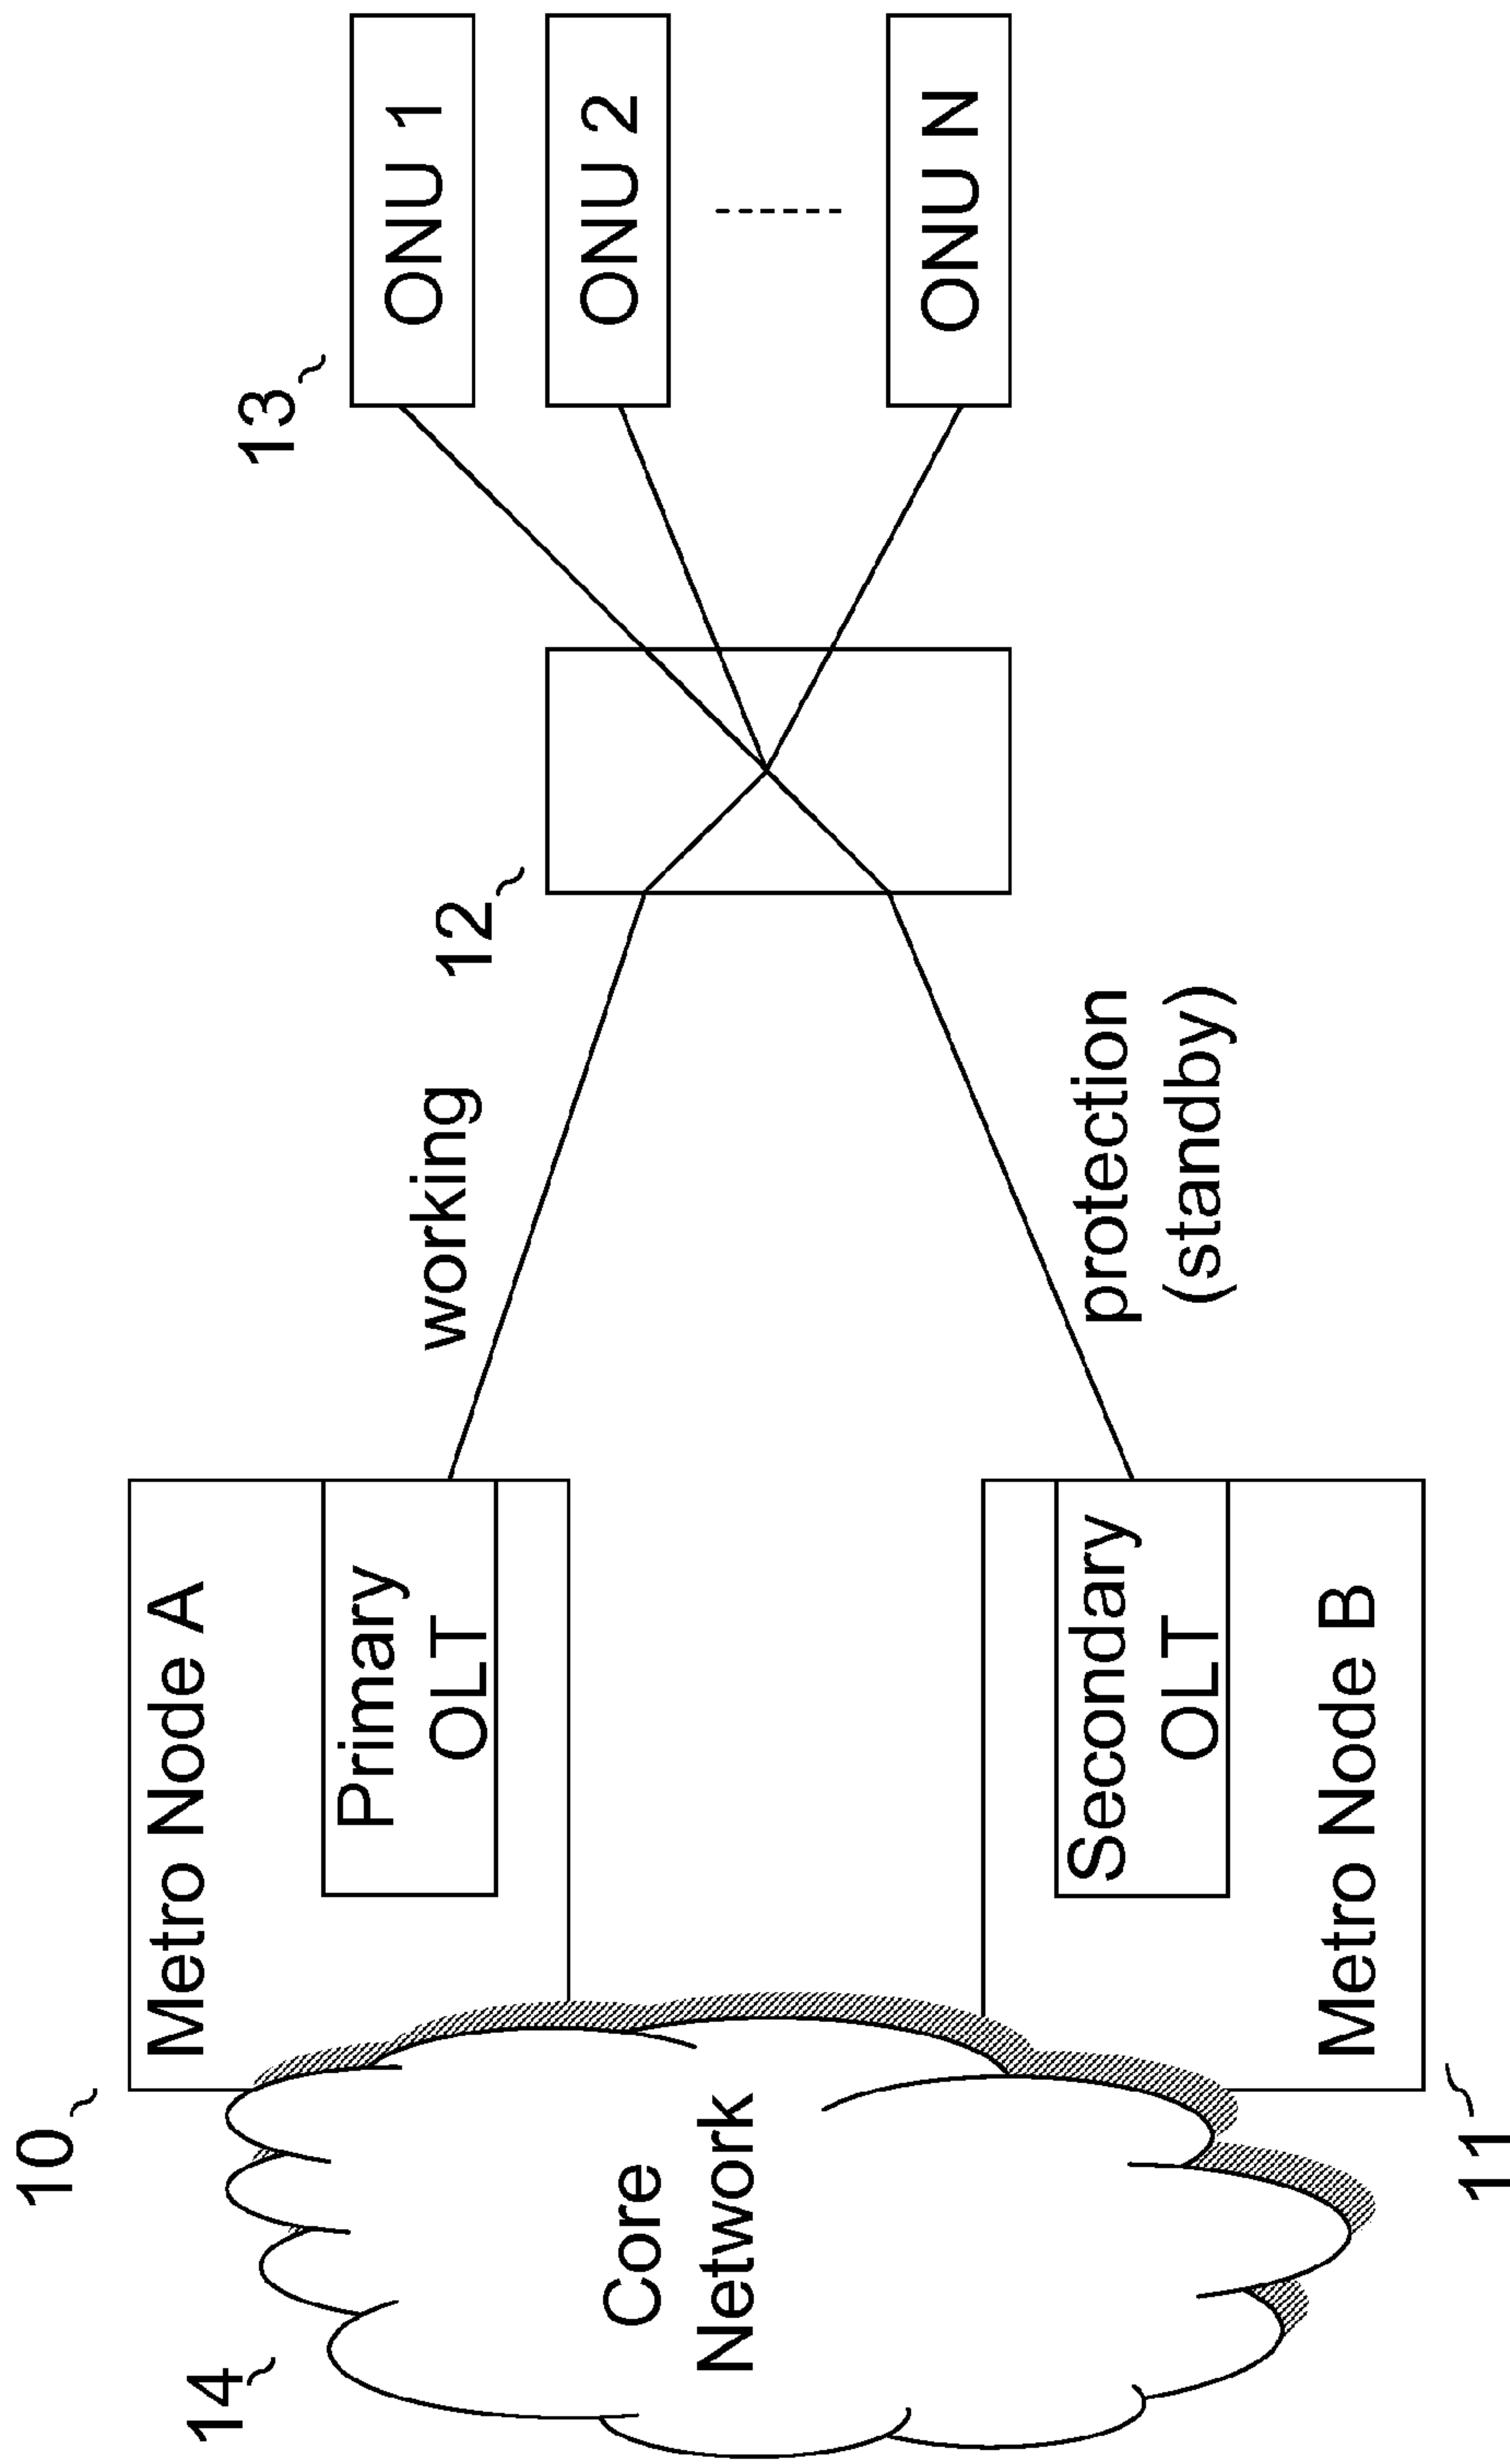 14
Core
Network
10
Metro Node A
Primary
OLT
11
Secondary
OLT
Metro Node B
working
protection
(standby)
12
13
ONU 1
ONU 2
ONU N